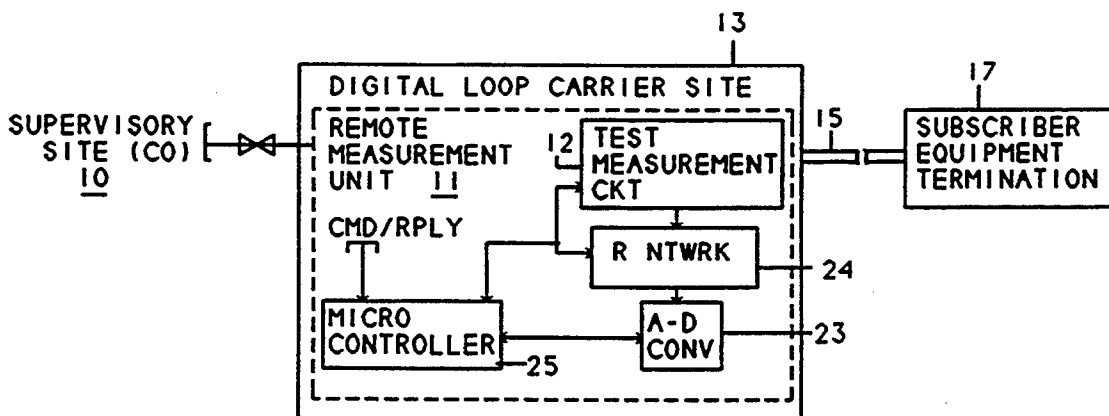 13
DIGITAL LOOP CARRIER SITE
17
SUPERVISORY
SITE (CO)
10
REMOTE
MEASUREMENT
UNIT 11
12
TEST
MEASUREMENT
CKT
15
SUBSCRIBER
EQUIPMENT
TERMINATION
CMD/RPLY
R NTWRK
24
MICRO
CONTROLLER
25
A-D
CONV
23